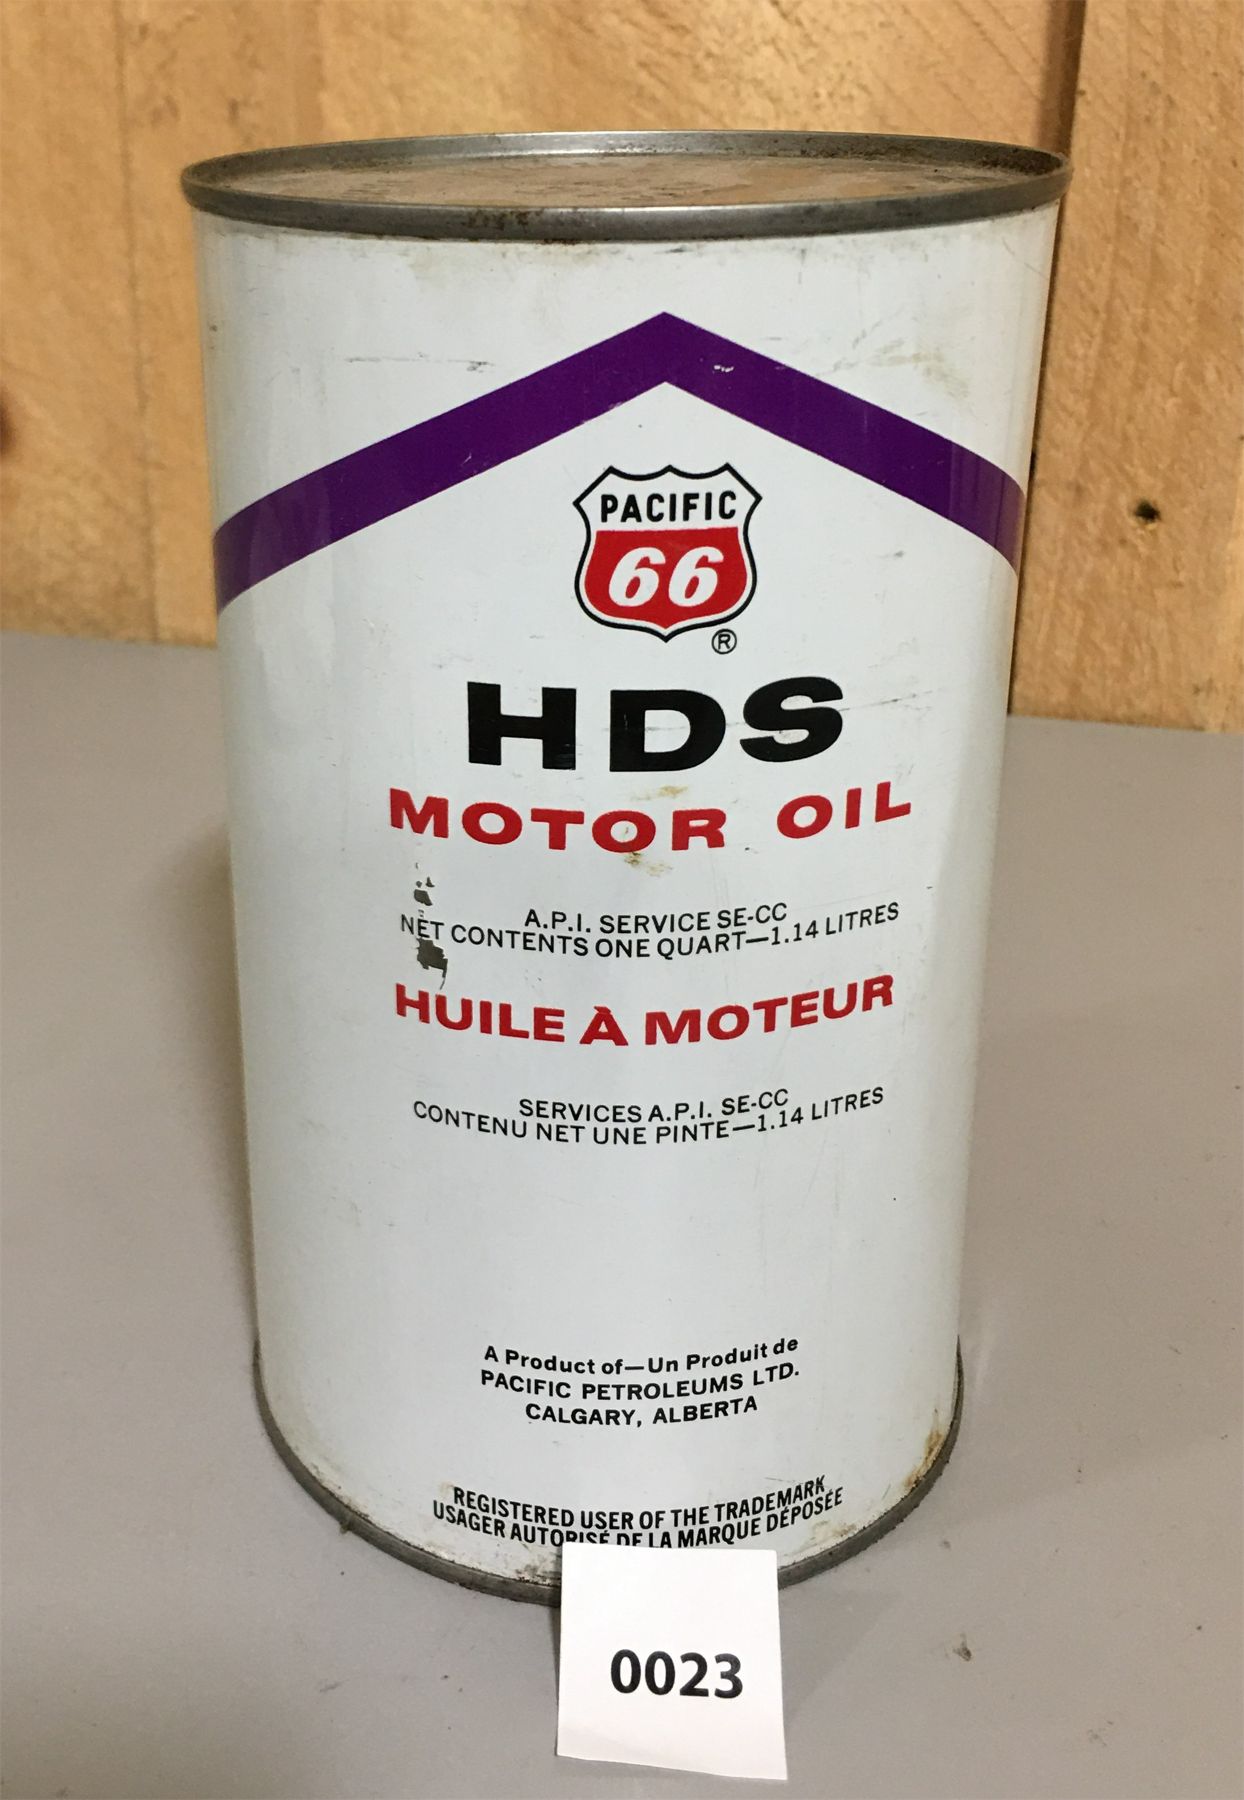 PACIFIC
66
®
HDS
MOTOR OIL
A.P.I. SERVICE SE-CC
NET CONTENTS ONE QUART—1.14 LITRES
HUILE À MOTEUR
SERVICES A.P.I. SE-CC
CONTENU NET UNE PINTE—1.14 LITRES
A Product of—Un Produit de
PACIFIC PETROLEUMS LTD.
CALGARY, ALBERTA
REGISTERED USER OF THE TRADEMARK
USAGER AUTORISÉ DE LA MARQUE DÉPOSÉE
0023